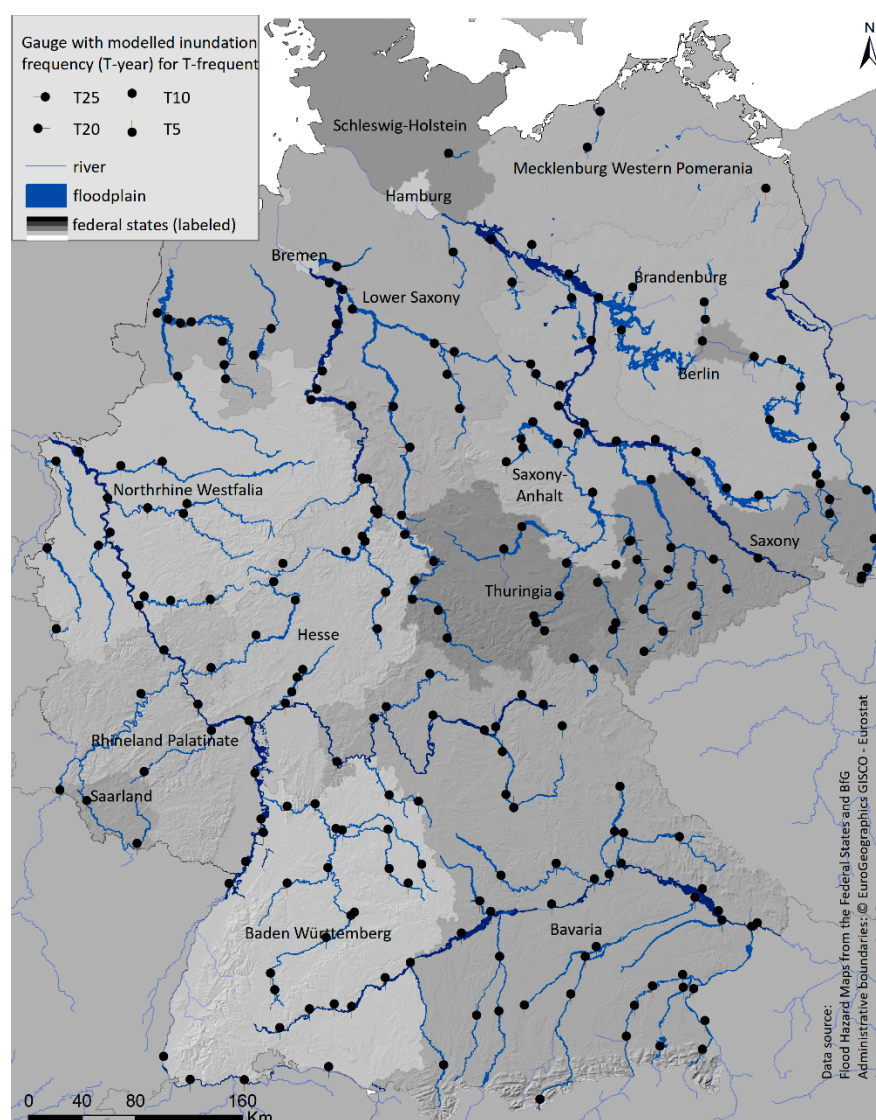 Gauge with modelled inundation
frequency (T-year) for T-frequent
T25 T10
T20 T5
river
floodplain
federal states (labeled)
N
Schleswig-Holstein
Mecklenburg Western Pomerania
Hamburg
Bremen
Brandenburg
Lower Saxony
Berlin
Northrhine Westfalia
Saxony-
Anhalt
Saxony
Thuringia
Hesse
Rhineland Palatinate
Saarland
Baden Württemberg
Bavaria
Data source:
Flood Hazard Maps from the Federal States and BfG
Administrative boundaries: © EuroGeographics GISCO - Eurostat
0 40 80 160
Km